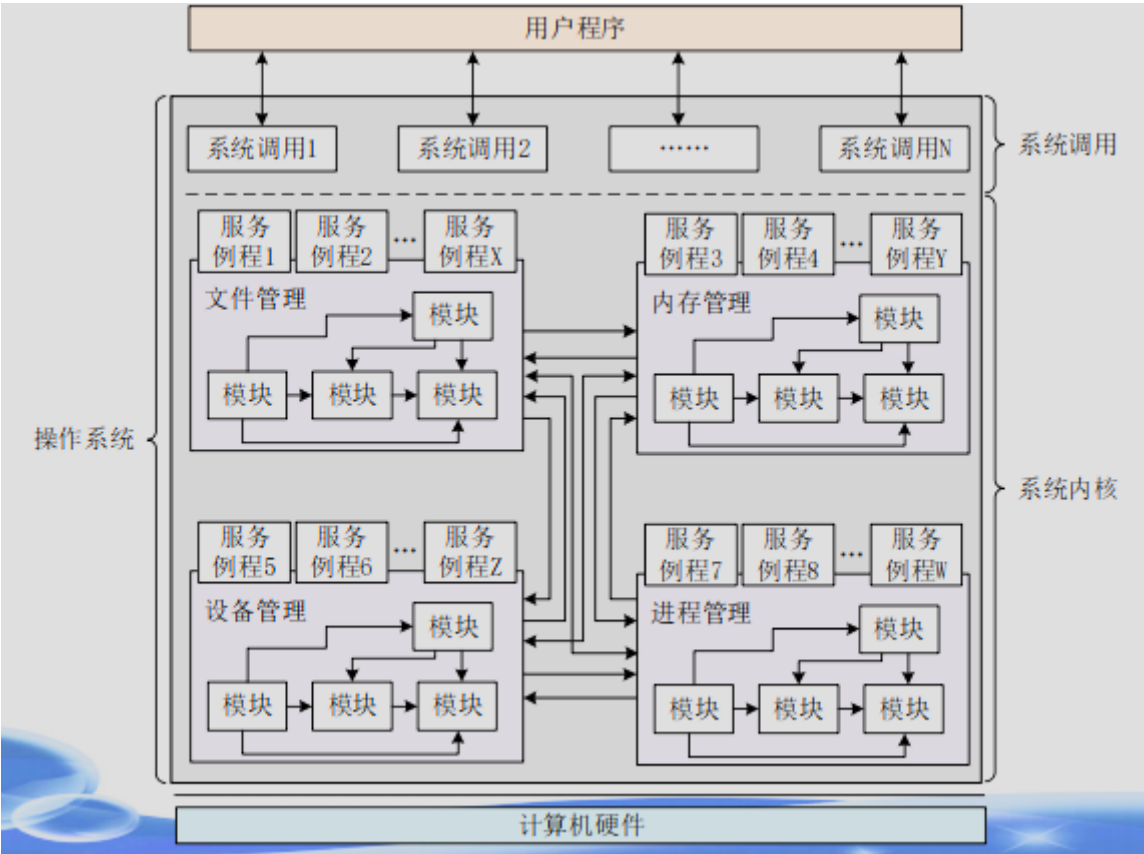 用户程序
系统调用1
系统调用2
……
系统调用N
系统调用
服务
例程1
服务
例程2
…
服务
例程X
服务
例程3
服务
例程4
…
服务
例程Y
文件管理
模块
模块
模块
模块
内存管理
模块
模块
模块
模块
操作系统
系统内核
服务
例程5
服务
例程6
…
服务
例程Z
服务
例程7
服务
例程8
…
服务
例程W
设备管理
模块
模块
模块
模块
进程管理
模块
模块
模块
模块
计算机硬件